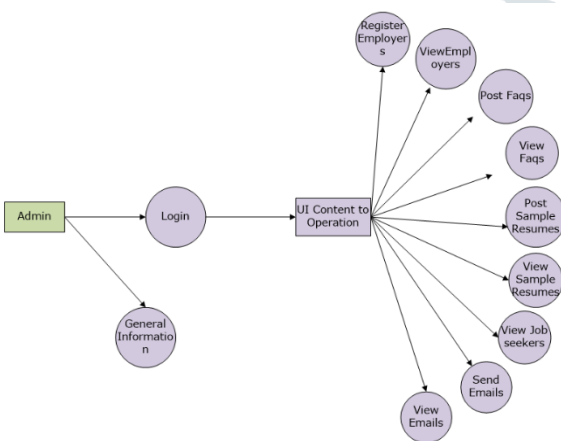 Register
Employer
s
ViewEmpl
oyers
Post Faqs
View
Faqs
Admin
Login
UI Content to
Operation
Post
Sample
Resumes
View
Sample
Resumes
General
Informatio
n
View Job
seekers
Send
Emails
View
Emails